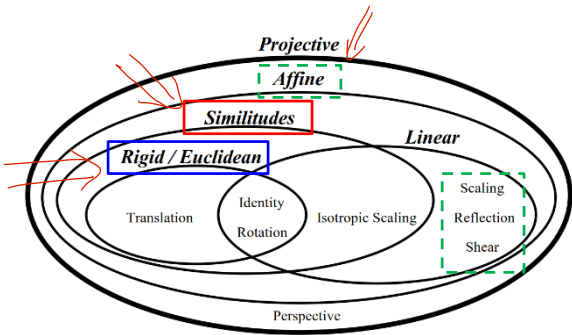 Projective
Affine
Similitudes
Linear
Rigid / Euclidean
Scaling
Identity
Translation
Isotropic Scaling
Reflection
Rotation
Shear
Perspective